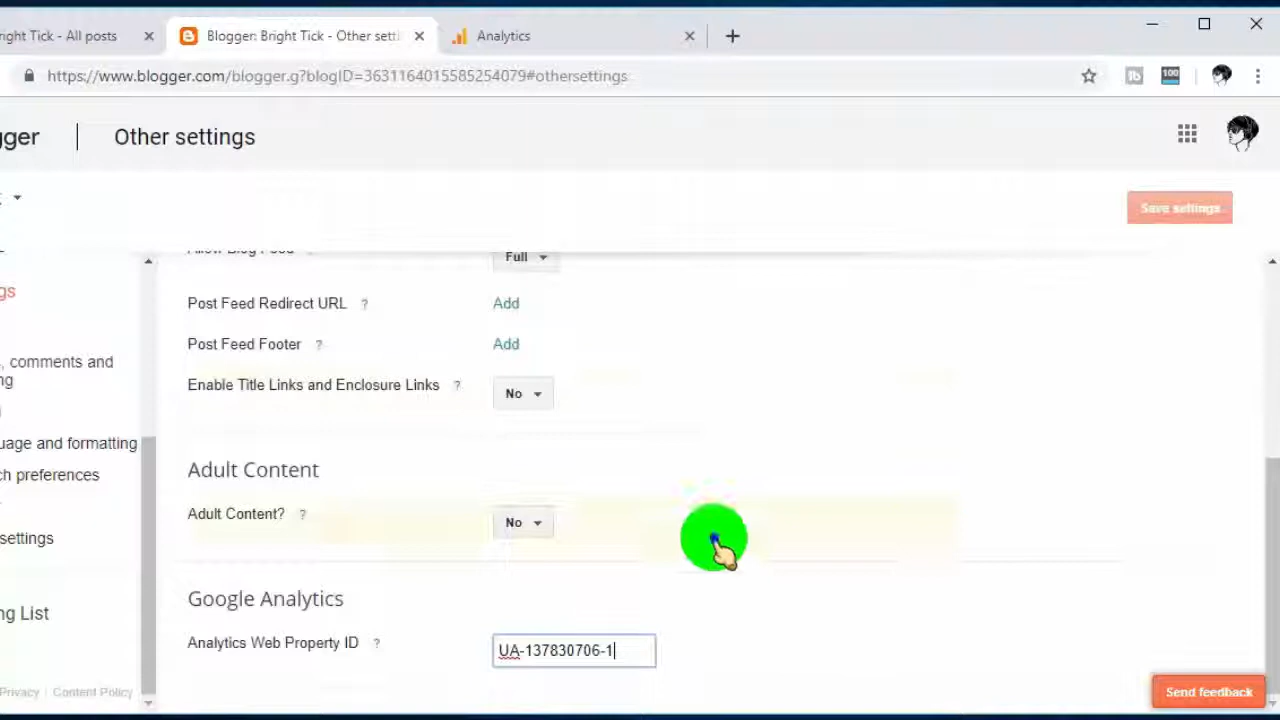 ght Tick - All posts
Blogger: Bright Tick - Other setti
Analytics
https://www.blogger.com/blogger.g?blogID=3631164015585254079#othersettings
100
gger
Other settings
Save settings
Full
gs
Post Feed Redirect URL ?
Add
Post Feed Footer ?
Add
, comments and
ng
Enable Title Links and Enclosure Links ?
No
uage and formatting
Adult Content
ch preferences
Adult Content? ?
No
settings
Google Analytics
ng List
Analytics Web Property ID ?
UA-137830706-1
Privacy
Content Policy
Send feedback